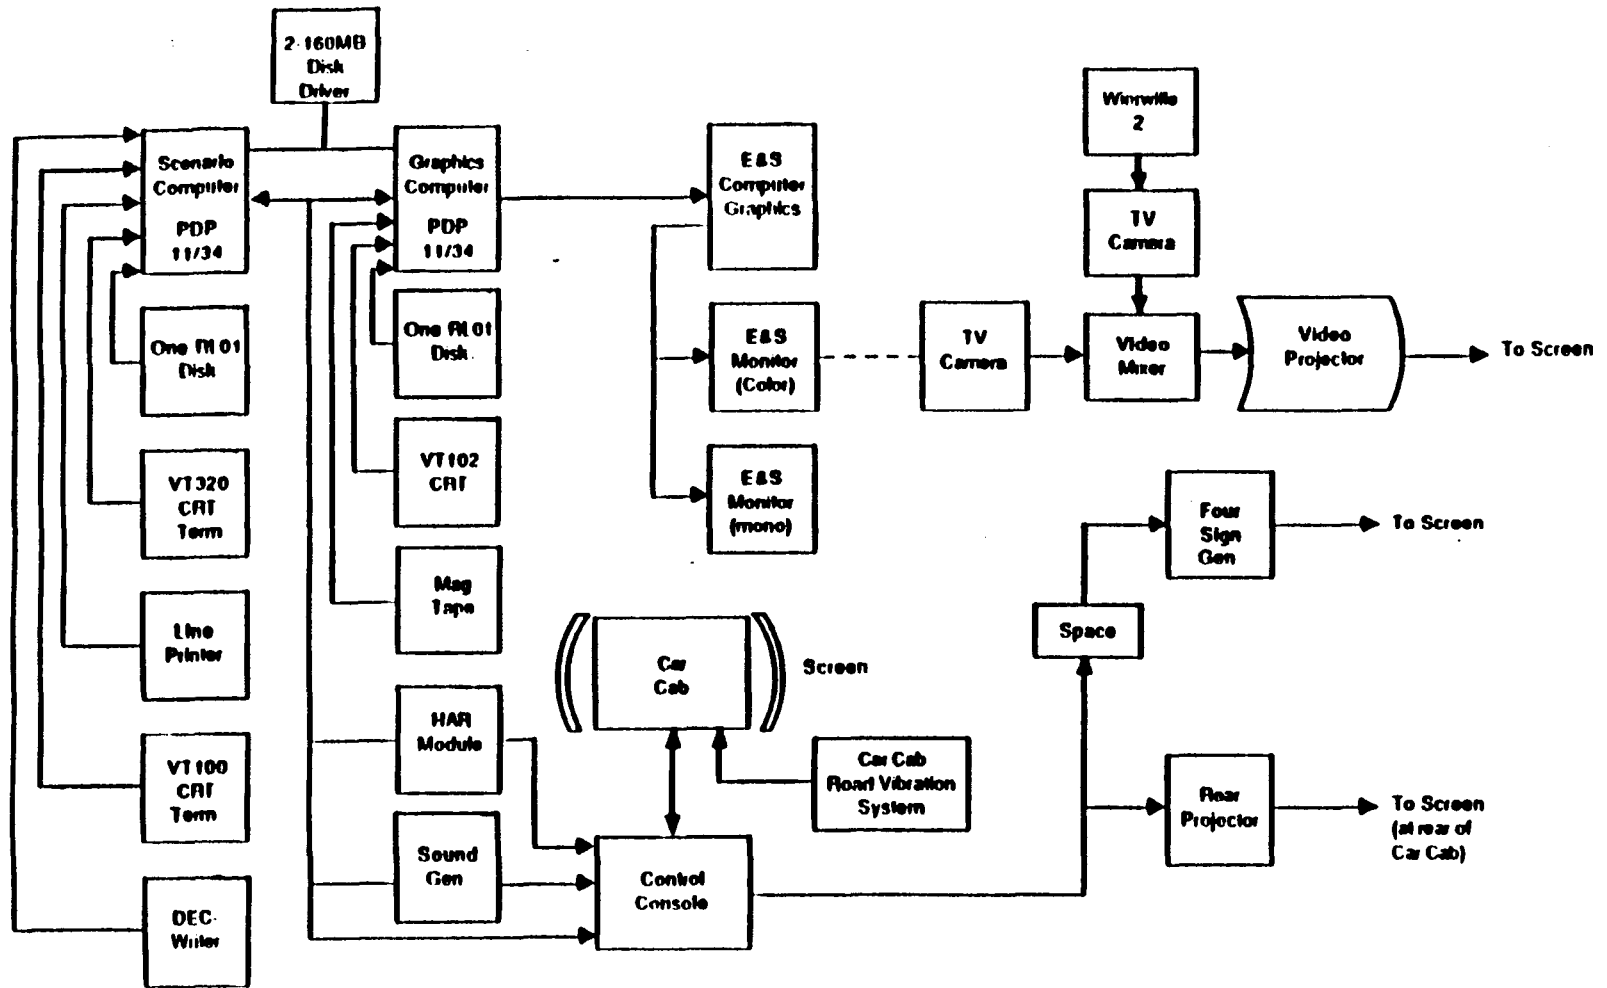 2-160MB
Disk
Driver
Scenario
Computer
PDP
11/34
Graphics
Computer
PDP
11/34
E&S
Computer
Graphics
2
TV
Camera
One RL01
Disk
One RL01
Disk
E&S
Monitor
(Color)
TV
Camera
Video
Mixer
Video
Projector
To Screen
VT320
CRT
Term
VT102
CRT
E&S
Monitor
(mono)
Four
Sign
Gen
To Screen
Line
Printer
Mag
Tape
Car
Cab
Screen
Space
VT100
CRT
Term
HAR
Module
Car Cab
Road Vibration
System
Rear
Projector
To Screen
(at rear of
Car Cab)
Sound
Gen
Control
Console
DEC-
Writer